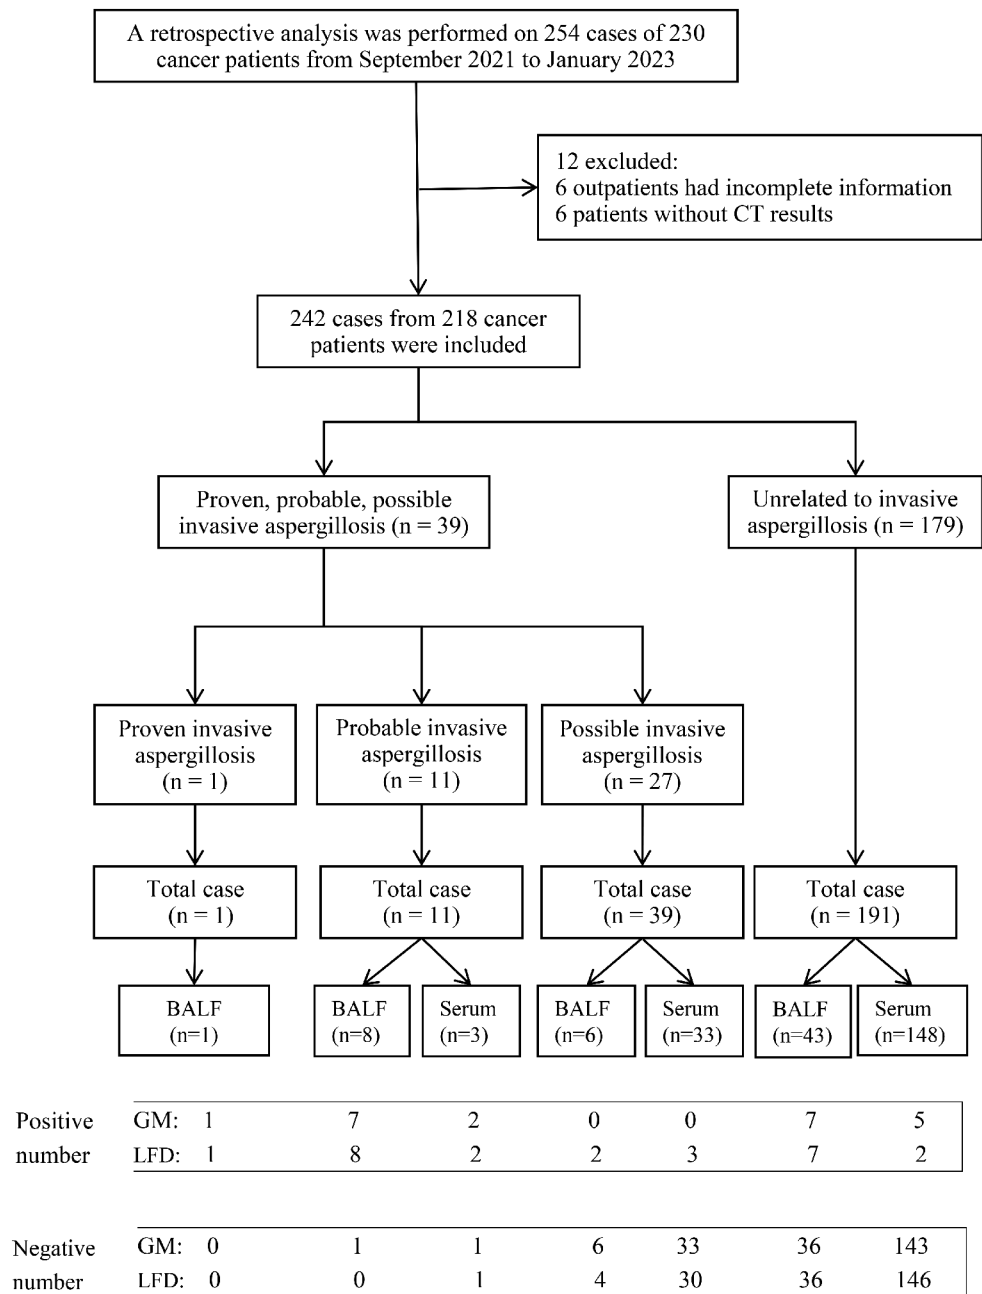 A retrospective analysis was performed on 254 cases of 230
cancer patients from September 2021 to January 2023
12 excluded:
6 outpatients had incomplete information
6 patients without CT results
242 cases from 218 cancer
patients were included
Proven, probable, possible
invasive aspergillosis (n = 39)
Unrelated to invasive
aspergillosis (n = 179)
Proven invasive
aspergillosis
(n = 1)
Probable invasive
aspergillosis
(n = 11)
Possible invasive
aspergillosis
(n = 27)
Total case
(n = 1)
Total case
(n = 11)
Total case
(n = 39)
Total case
(n = 191)
BALF
(n=1)
BALF
(n=8)
Serum
(n=3)
BALF
(n=6)
Serum
(n=33)
BALF
(n=43)
Serum
(n=148)
Positive GM: 1 7 2 0 0 7 5
number LFD: 1 8 2 2 3 7 2
Negative GM: 0 1 1 6 33 36 143
number LFD: 0 0 1 4 30 36 146